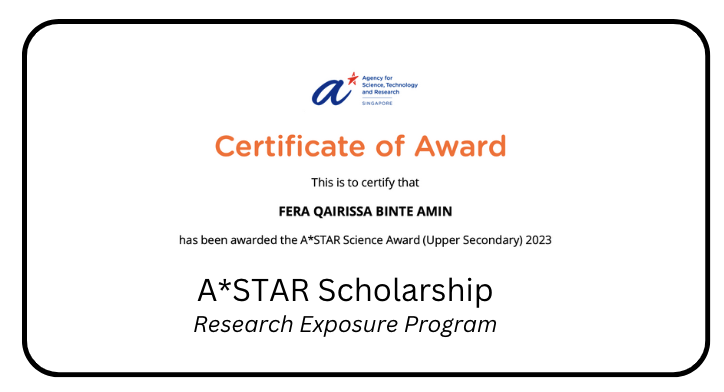 a
Agency for
Science, Technology
and Research
SINGAPORE
Certificate of Award
This is to certify that
FERA QAIRISSA BINTE AMIN
has been awarded the A*STAR Science Award (Upper Secondary) 2023
A*STAR Scholarship
Research Exposure Program